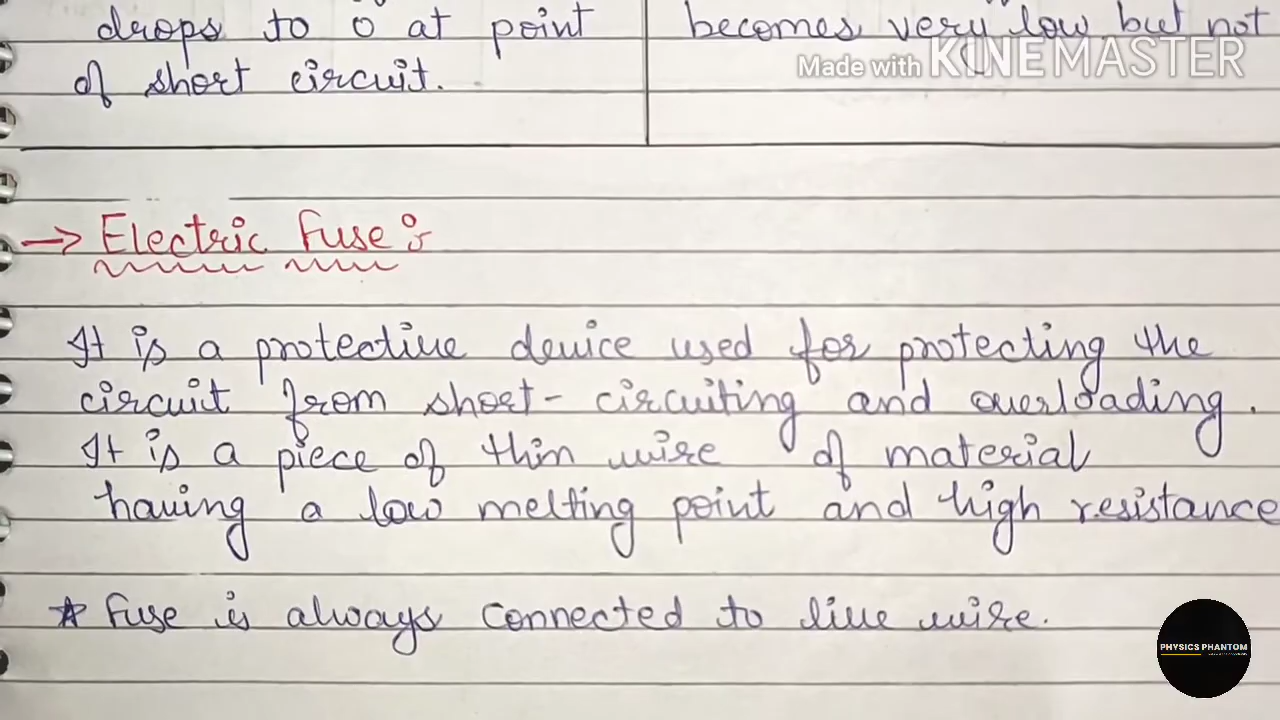 drops to 0 at point
of short circuit.
becomes very low but not
Made with KINEMASTER
→ Electric Fuse :-
It is a protective device used for protecting the
circuit from short-circuiting and overloading.
It is a piece of thin wire of material
having a low melting point and high resistance
* Fuse is always connected to live wire.
PHYSICS PHANTOM